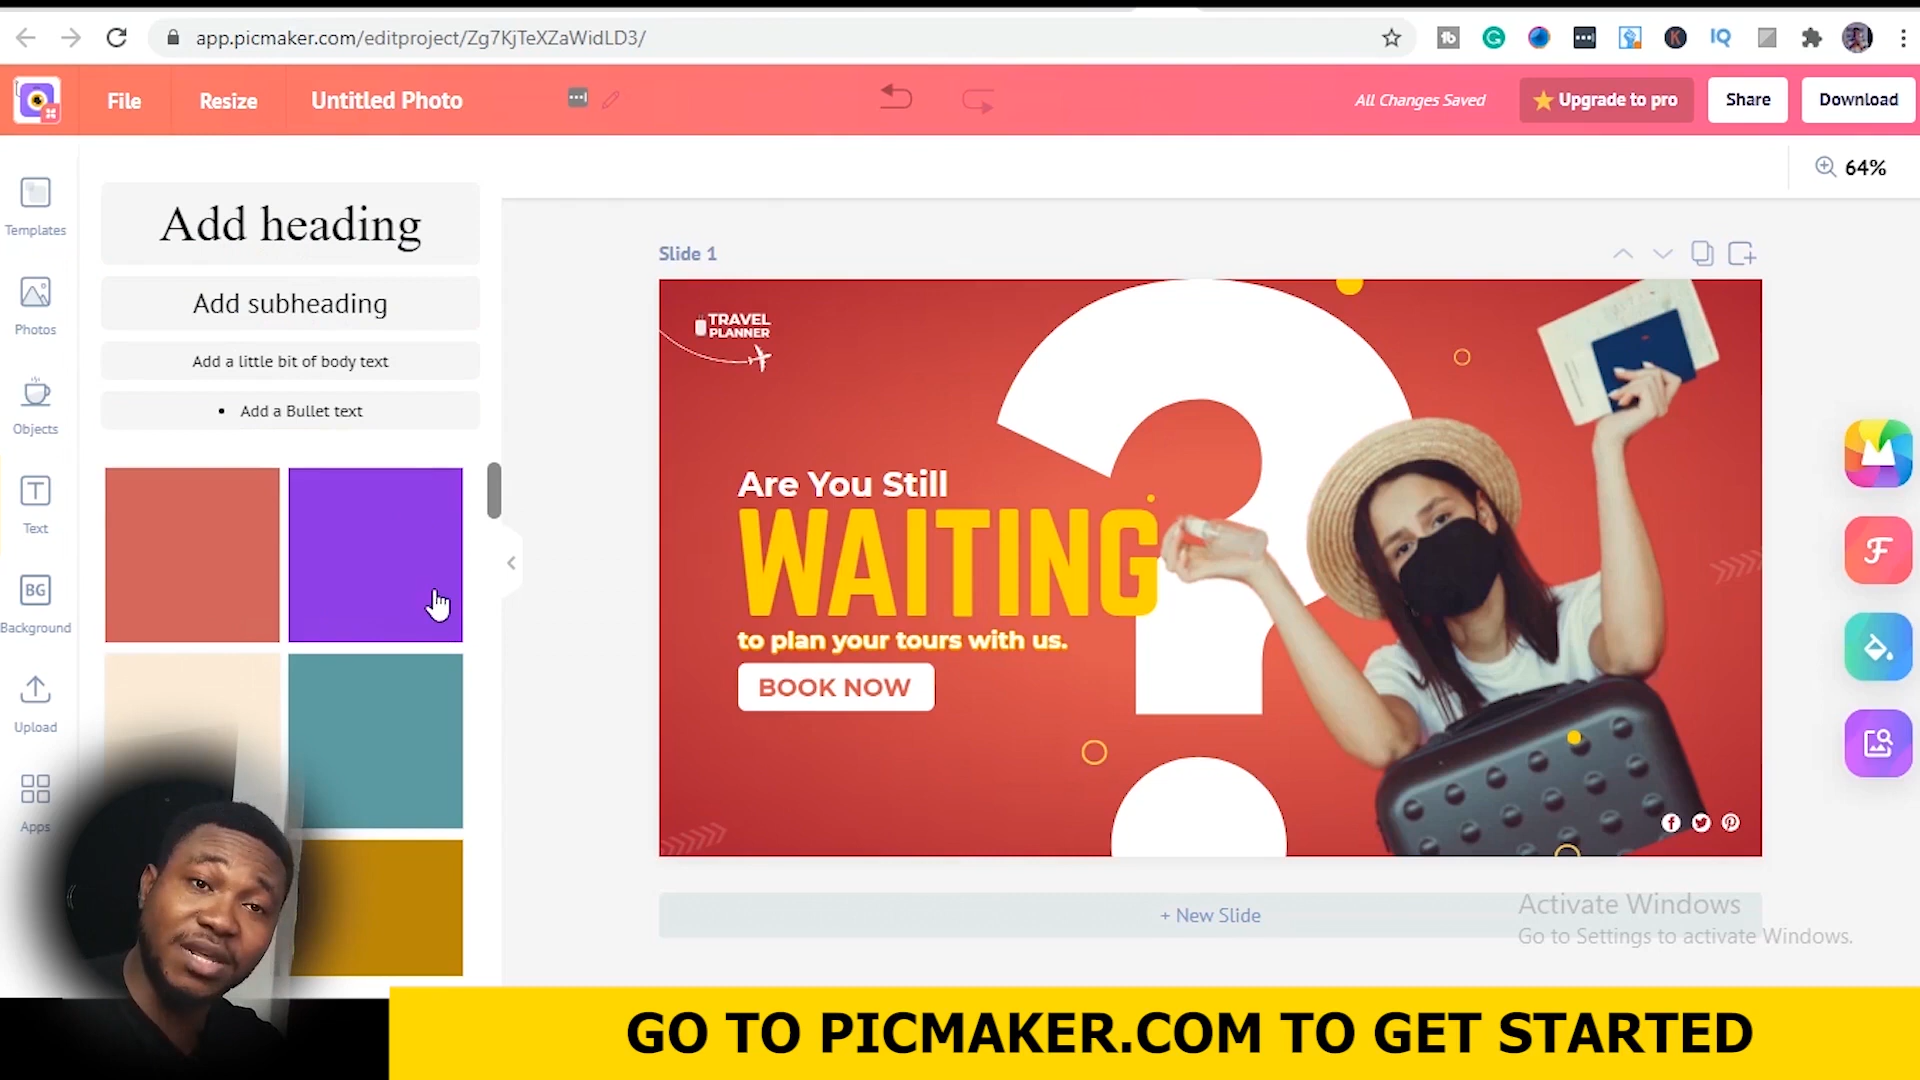 app.picmaker.com/editproject/Zg7KjTeXZaWidLD3/
File
Resize
Untitled Photo
All Changes Saved
Upgrade to pro
Share
Download
64%
Templates
Photos
Objects
Text
BG
Background
Upload
Apps
Add heading
Add subheading
Add a little bit of body text
• Add a Bullet text
Slide 1
TRAVEL
PLANNER
Are You Still
WAITING
to plan your tours with us.
BOOK NOW
+ New Slide
Activate Windows
Go to Settings to activate Windows.
GO TO PICMAKER.COM TO GET STARTED